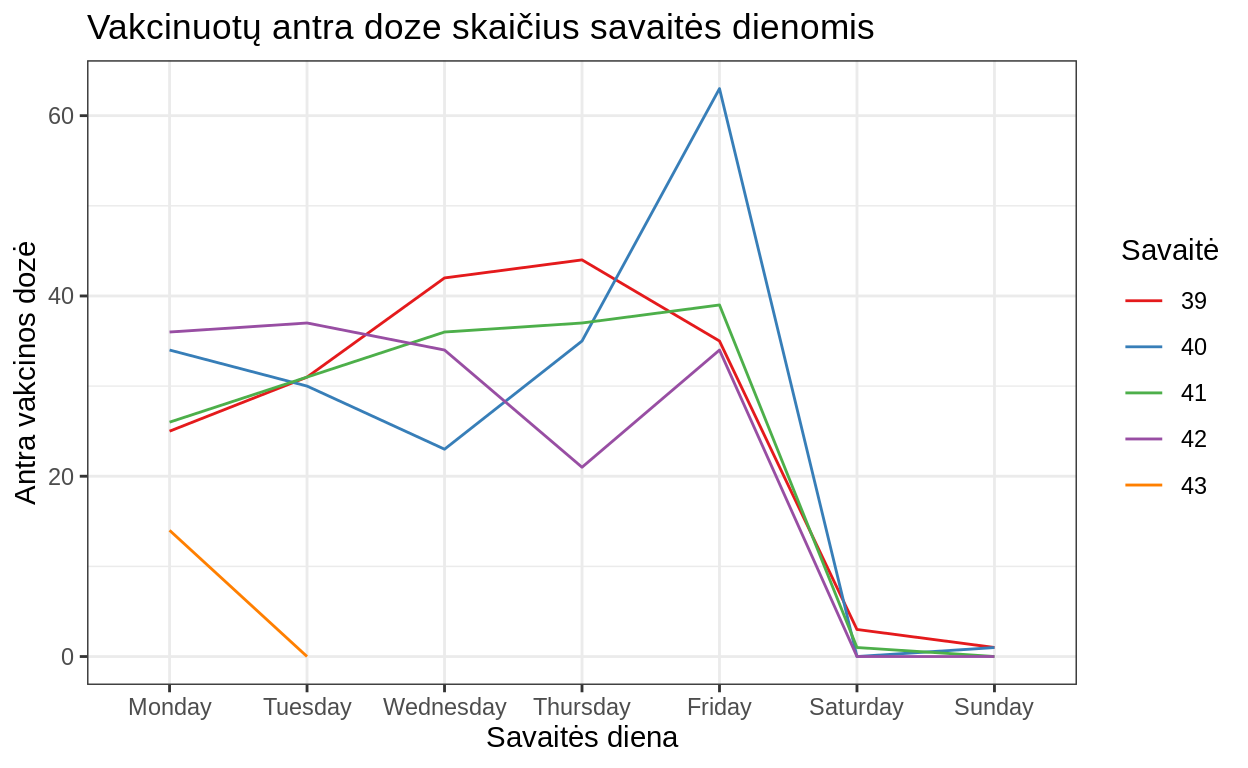 Vakcinuotų antra doze skaičius savaitės dienomis
Antra vakcinos dozė
60
40
20
0
Monday Tuesday Wednesday Thursday Friday Saturday Sunday
Savaitės diena
Savaitė
39
40
41
42
43